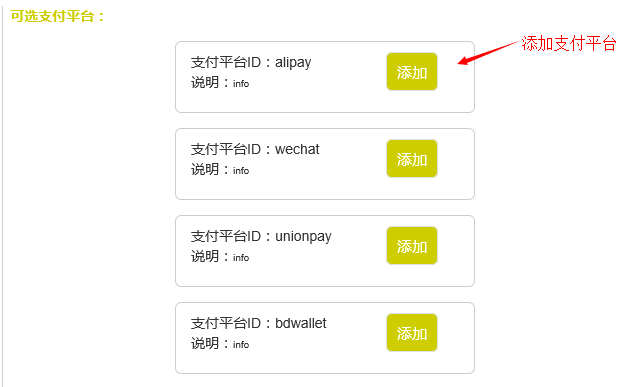 可选支付平台：
支付平台ID：alipay
添加
添加支付平台
说明：info
支付平台ID：wechat
添加
说明：info
支付平台ID：unionpay
添加
说明：info
支付平台ID：bdwallet
添加
说明：info